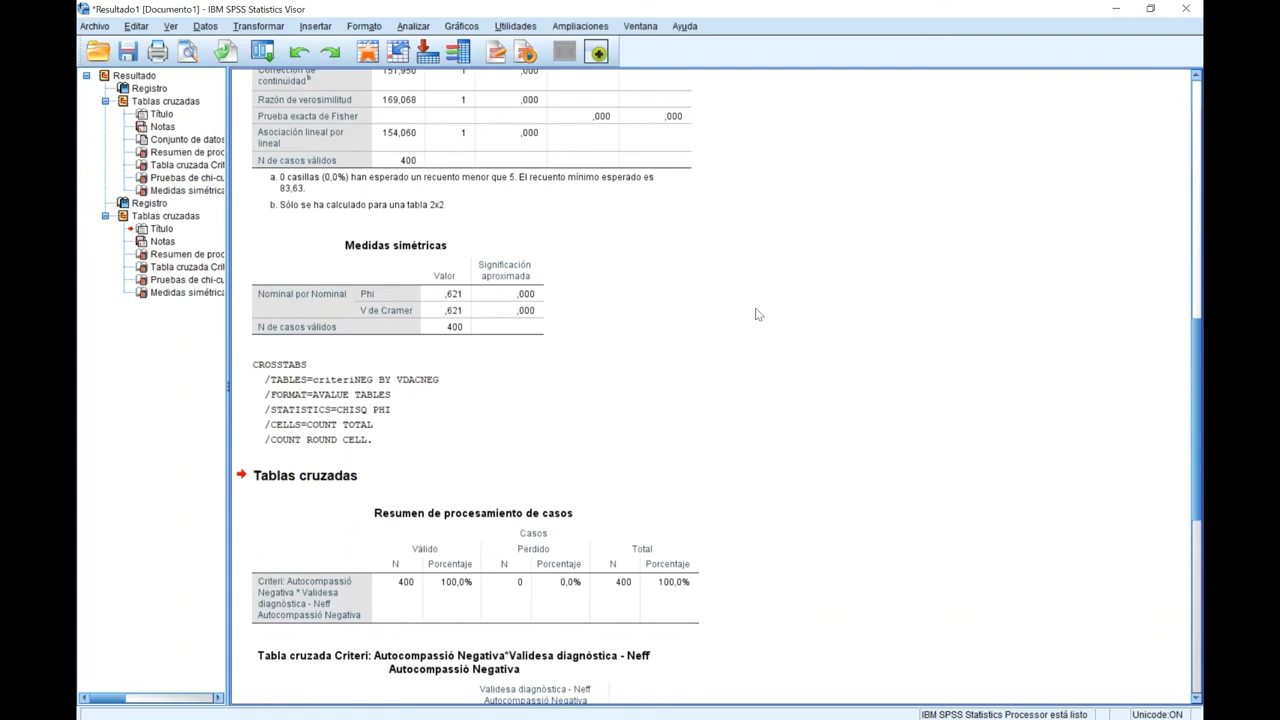 *Resultado1 [Documento1] - IBM SPSS Statistics Visor
Archivo Editar Ver Datos Transformar Insertar Formato Analizar Gráficos Utilidades Ampliaciones Ventana Ayuda
Resultado
Registro
Tablas cruzadas
Título
Notas
Conjunto de datos
Resumen de proc
Tabla cruzada Crit
Pruebas de chi-cu
Medidas simétrica
Registro
Tablas cruzadas
Título
Notas
Resumen de proc
Tabla cruzada Crit
Pruebas de chi-cu
Medidas simétrica
Corrección de continuidad b 151,950 1 ,000
Razón de verosimilitud 169,068 1 ,000
Prueba exacta de Fisher ,000 ,000
Asociación lineal por lineal 154,060 1 ,000
N de casos válidos 400
a. 0 casillas (0,0%) han esperado un recuento menor que 5. El recuento mínimo esperado es
83,63.
b. Sólo se ha calculado para una tabla 2x2
Medidas simétricas
Valor Significación aproximada
Nominal por Nominal Phi ,621 ,000
V de Cramer ,621 ,000
N de casos válidos 400
CROSSTABS
/TABLES=criteriNEG BY VDACNEG
/FORMAT=AVALUE TABLES
/STATISTICS=CHISQ PHI
/CELLS=COUNT TOTAL
/COUNT ROUND CELL.
Tablas cruzadas
Resumen de procesamiento de casos
Casos
Válido Perdido Total
N Porcentaje N Porcentaje N Porcentaje
Criteri: Autocompassió 400 100,0% 0 0,0% 400 100,0%
Negativa * Validesa
diagnòstica - Neff
Autocompassió Negativa
Tabla cruzada Criteri: Autocompassió Negativa*Validesa diagnòstica - Neff
Autocompassió Negativa
Validesa diagnòstica - Neff
Autocompassió Negativa
IBM SPSS Statistics Processor está listo Unicode:ON